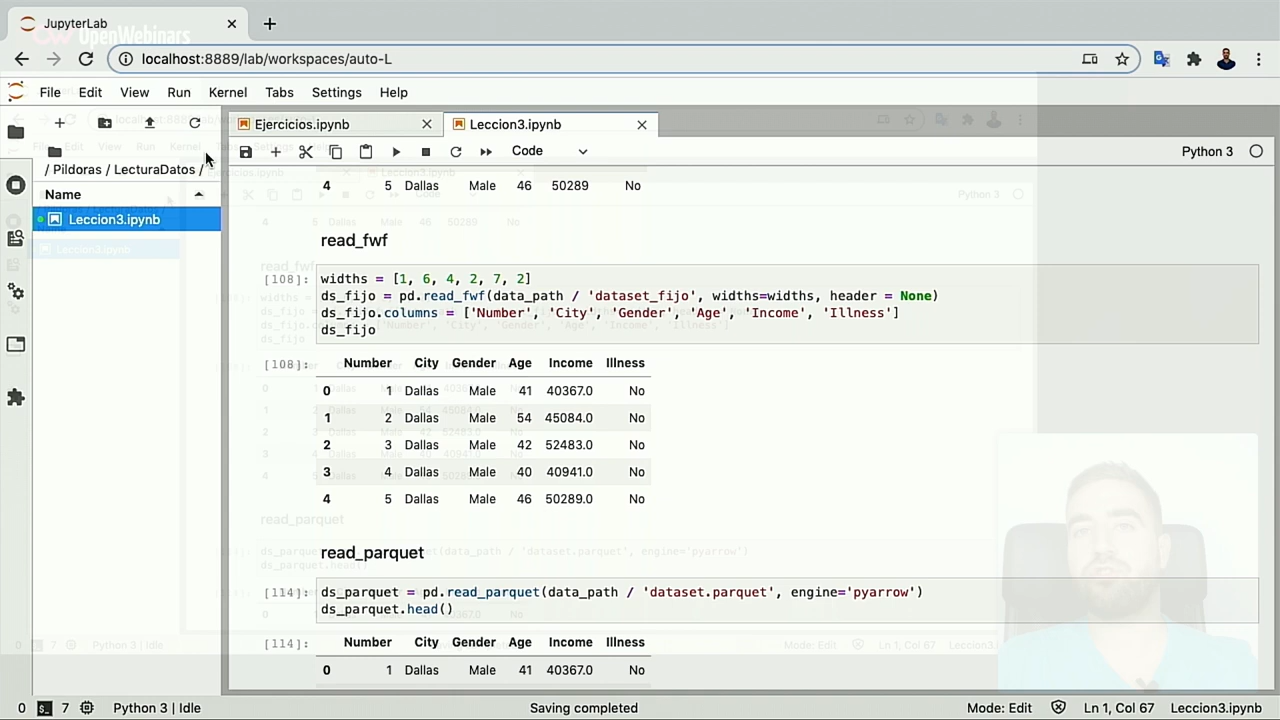 JupyterLab
OpenWebinars
localhost:8889/lab/workspaces/auto-L
File Edit View Run Kernel Tabs Settings Help
Ejercicios.ipynb
Leccion3.ipynb
Code
Python 3
/ Pildoras / LecturaDatos /
Name
Leccion3.ipynb
4 5 Dallas Male 46 50289 No
read_fwf
[108]: widths = [1, 6, 4, 2, 7, 2]
ds_fijo = pd.read_fwf(data_path / 'dataset_fijo', widths=widths, header = None)
ds_fijo.columns = ['Number', 'City', 'Gender', 'Age', 'Income', 'Illness']
ds_fijo
[108]: Number City Gender Age Income Illness
0 1 Dallas Male 41 40367.0 No
1 2 Dallas Male 54 45084.0 No
2 3 Dallas Male 42 52483.0 No
3 4 Dallas Male 40 40941.0 No
4 5 Dallas Male 46 50289.0 No
read_parquet
[114]: ds_parquet = pd.read_parquet(data_path / 'dataset.parquet', engine='pyarrow')
ds_parquet.head()
[114]: Number City Gender Age Income Illness
0 1 Dallas Male 41 40367.0 No
0 7 Python 3 | Idle Saving completed Mode: Edit Ln 1, Col 67 Leccion3.ipynb